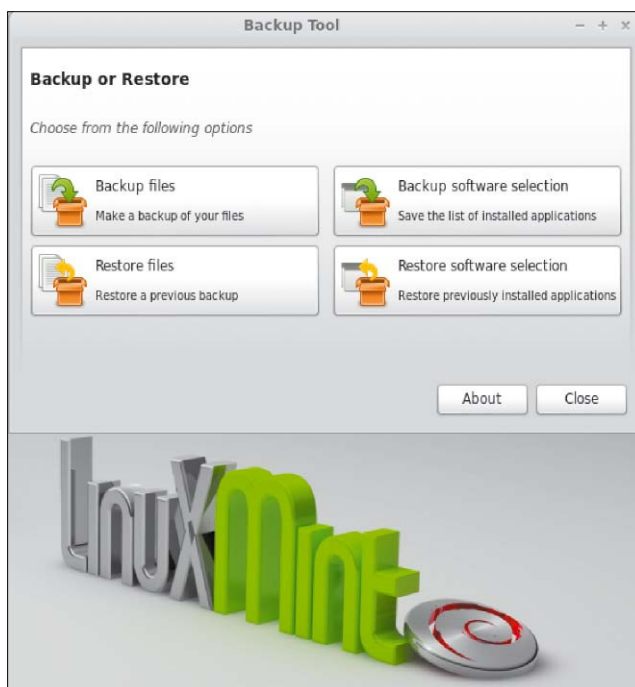 Backup Tool
Backup or Restore
Choose from the following options
Backup files
Make a backup of your files
Backup software selection
Save the list of installed applications
Restore files
Restore a previous backup
Restore software selection
Restore previously installed applications
About
Close
LinuxMint